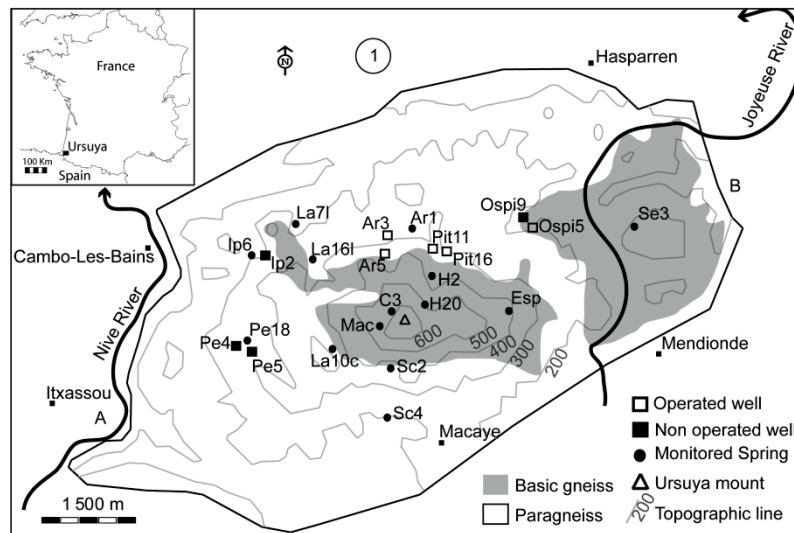 France
Ursuya
100 Km
Spain
N
1
Hasparren
Joyeuse River
B
La7l
Ar3
Ar1
Ospi9
Ospi5
Se3
Cambo-Les-Bains
Ip6
Ip2
La16l
Pit11
Pit16
Ar5
H2
Nive River
C3
H20
Esp
Mac
600
500
400
300
200
Pe18
Pe4
Pe5
La10c
Sc2
Mendionde
Itxassou
A
Sc4
Macaye
Operated well
Non operated well
Monitored Spring
Basic gneiss
Ursuya mount
1 500 m
Paragneiss
200
Topographic line